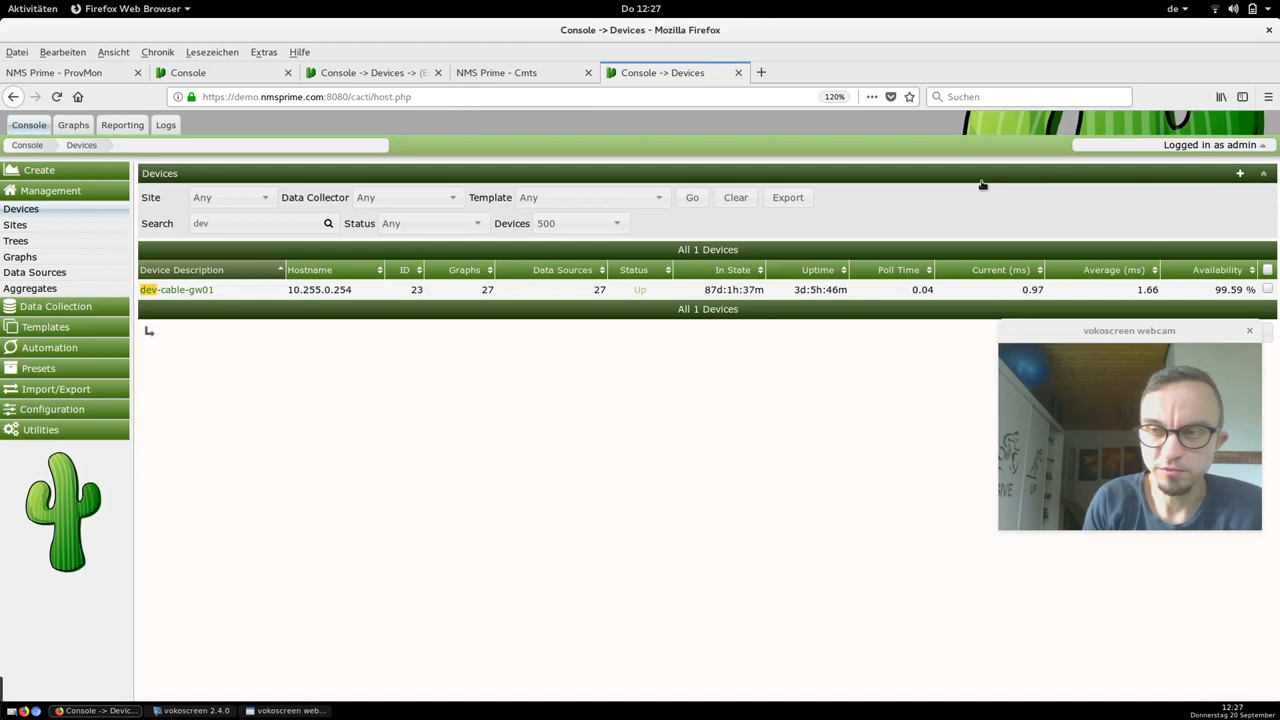 Aktivitäten Firefox Web Browser Do 12:27 de
Console -> Devices - Mozilla Firefox
Datei Bearbeiten Ansicht Chronik Lesezeichen Extras Hilfe
NMS Prime - ProvMon Console Console -> Devices -> (E NMS Prime - Cmts Console -> Devices
https://demo.nmsprime.com:8080/cacti/host.php 120% Suchen
Console Graphs Reporting Logs
Console Devices Logged in as admin
Create
Management
Devices
Sites
Trees
Graphs
Data Sources
Aggregates
Data Collection
Templates
Automation
Presets
Import/Export
Configuration
Utilities
Devices
Site Any Data Collector Any Template Any Go Clear Export
Search dev Status Any Devices 500
All 1 Devices
Device Description Hostname ID Graphs Data Sources Status In State Uptime Poll Time Current (ms) Average (ms) Availability
dev-cable-gw01 10.255.0.254 23 27 27 Up 87d:1h:37m 3d:5h:46m 0.04 0.97 1.66 99.59 %
All 1 Devices
vokoscreen webcam
Console -> Devic... vokoscreen 2.4.0 vokoscreen web...
12:27
Donnerstag 20 September